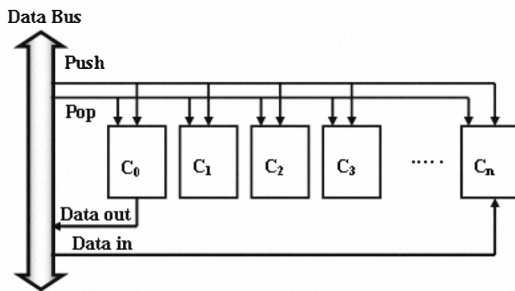 Data Bus
Push
Pop
C0 C1 C2 C3 ..... Cn
Data out
Data in